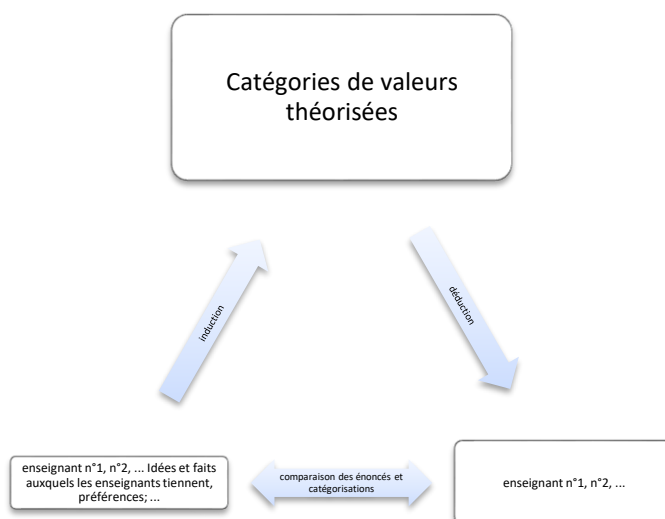 Catégories de valeurs
théorisées
induction
déduction
enseignant n°1, n°2, ... Idées et faits
auxquels les enseignants tiennent,
préférences; ...
comparaison des énoncés et
catégorisations
enseignant n°1, n°2, ...